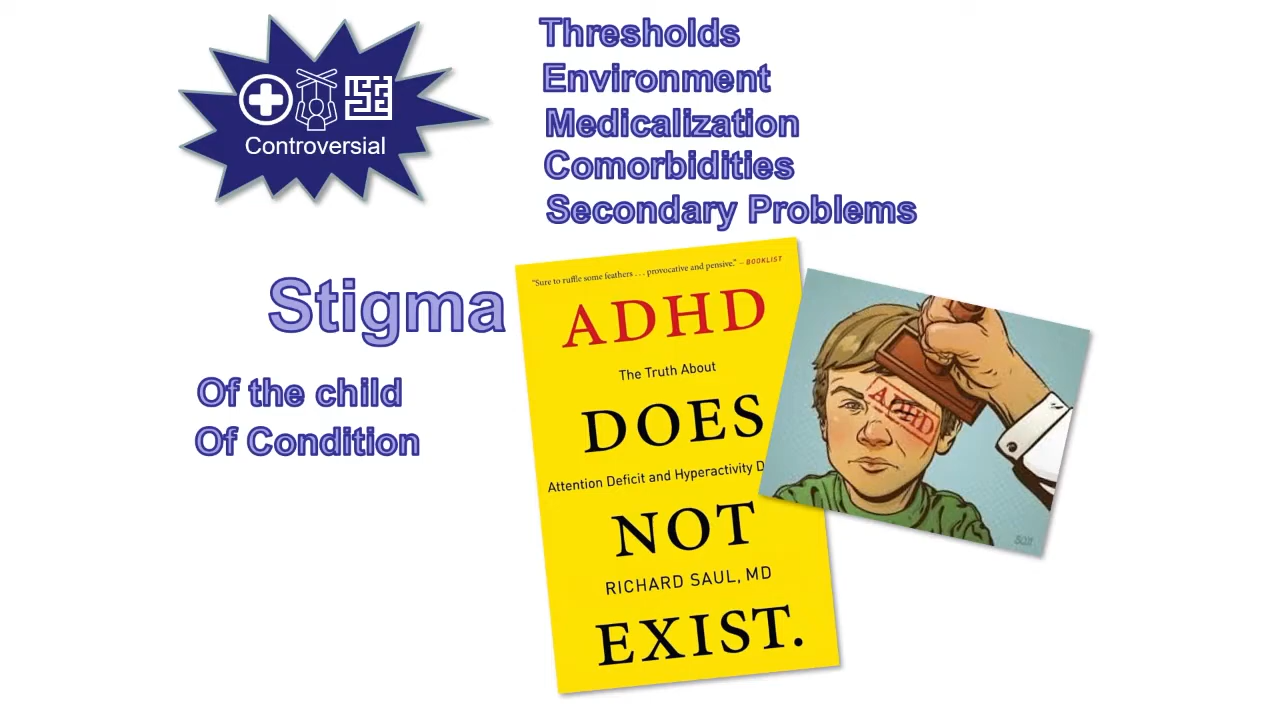 Controversial
Thresholds
Environment
Medicalization
Comorbidities
Secondary Problems
Stigma
Of the child
Of Condition
"Sure to ruffle some feathers . . . provocative and pensive." – BOOKLIST
ADHD
The Truth About
DOES
Attention Deficit and Hyperactivity D
NOT
RICHARD SAUL, MD
EXIST.
ADHD